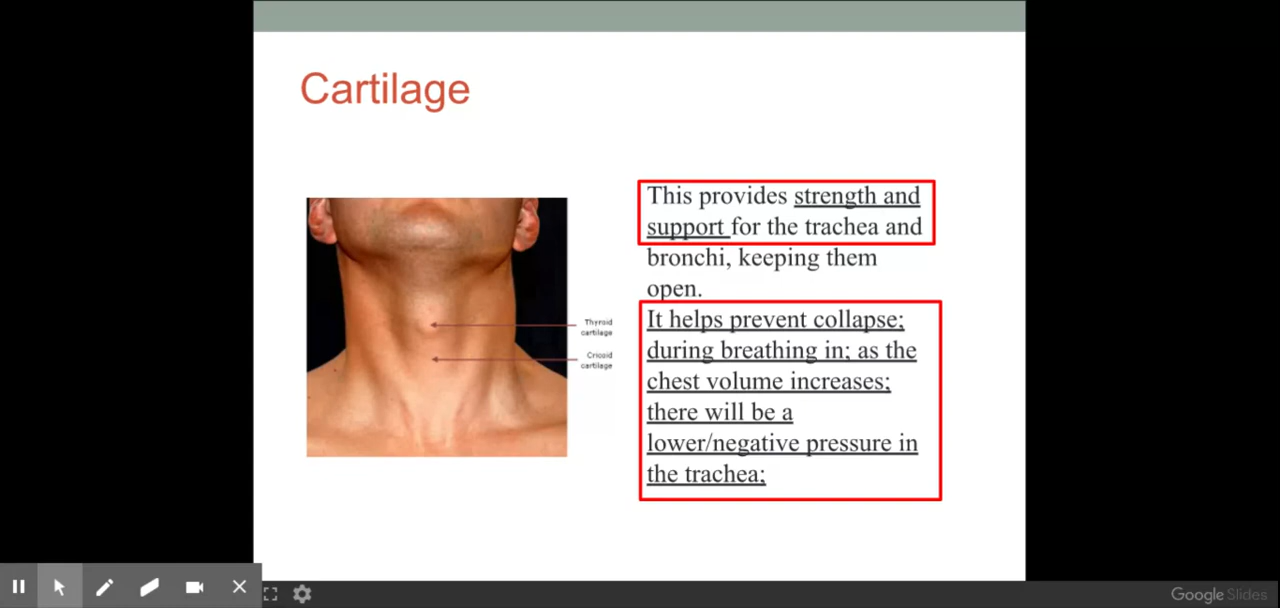 Cartilage
This provides strength and
support for the trachea and
bronchi, keeping them
open.
It helps prevent collapse;
during breathing in; as the
chest volume increases;
there will be a
lower/negative pressure in
the trachea;
Thyroid
cartilage
Cricoid
cartilage
Google Slides